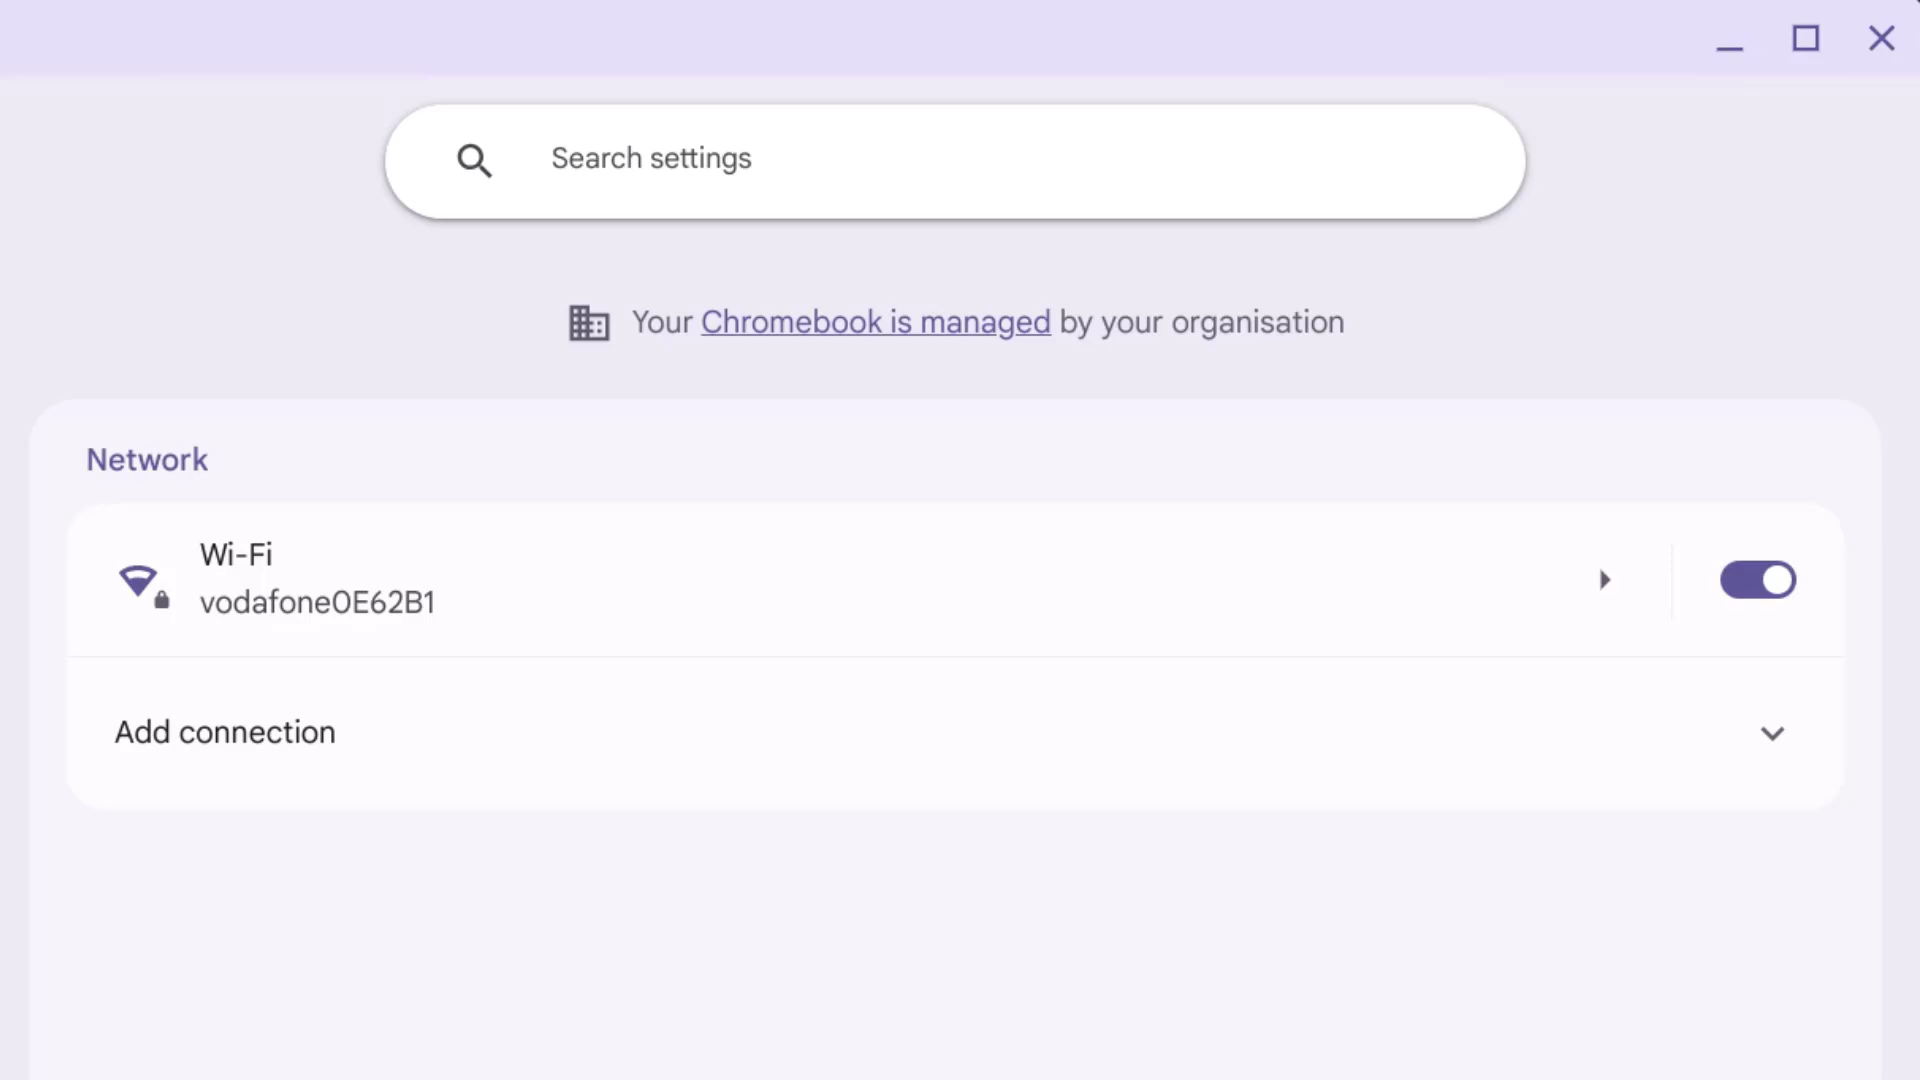 Search settings
Your Chromebook is managed by your organisation
Network
Wi-Fi
vodafone0E62B1
Add connection